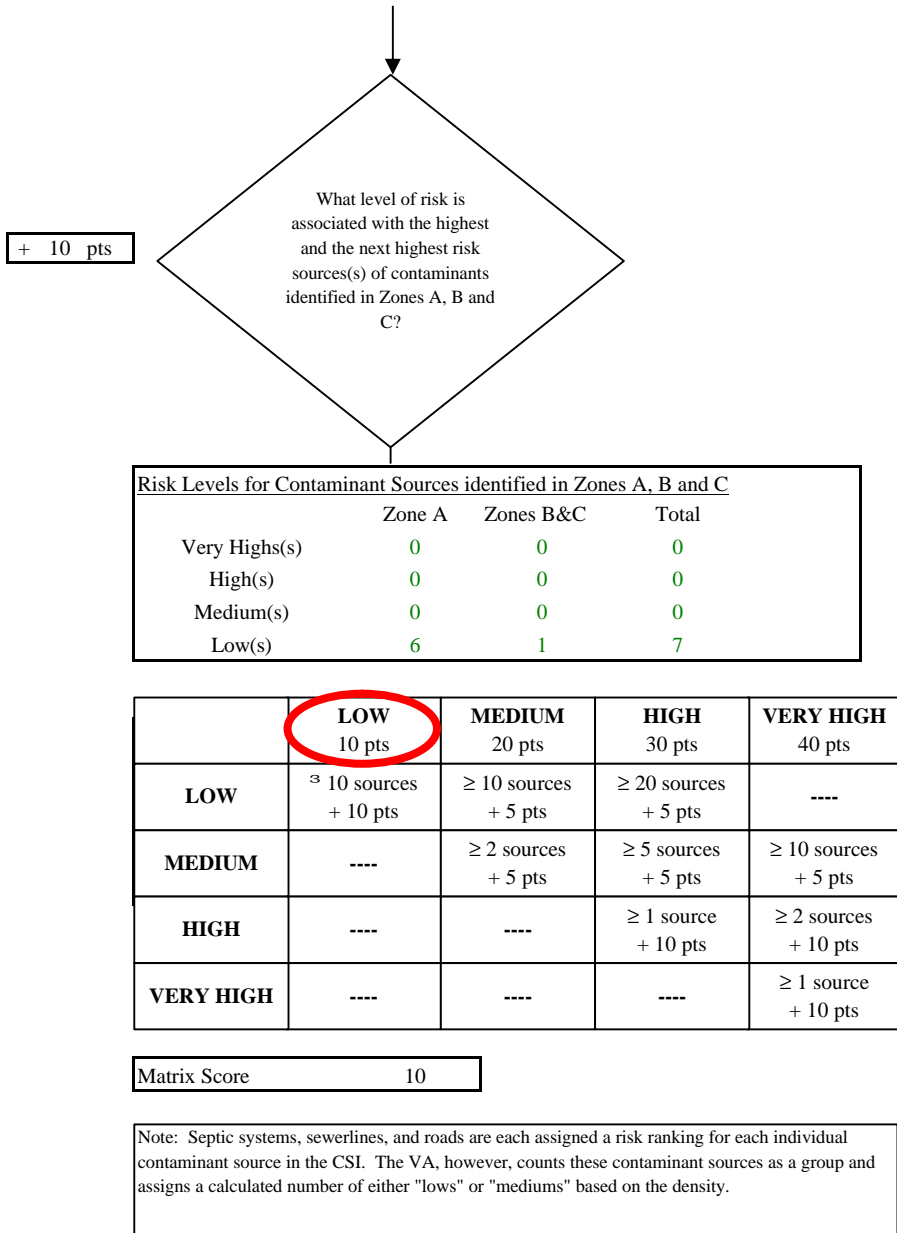 What level of risk is
associated with the highest
and the next highest risk
sources(s) of contaminants
identified in Zones A, B and
C?
+ 10 pts
Risk Levels for Contaminant Sources identified in Zones A, B and C
Zone A Zones B&C Total
Very Highs(s) 0 0 0
High(s) 0 0 0
Medium(s) 0 0 0
Low(s) 6 1 7
LOW MEDIUM HIGH VERY HIGH
10 pts 20 pts 30 pts 40 pts
LOW ³ 10 sources ≥ 10 sources ≥ 20 sources ----
+ 10 pts + 5 pts + 5 pts
MEDIUM ---- ≥ 2 sources ≥ 5 sources ≥ 10 sources
+ 5 pts + 5 pts + 5 pts
HIGH ---- ---- ≥ 1 source ≥ 2 sources
+ 10 pts + 10 pts
VERY HIGH ---- ---- ---- ≥ 1 source
+ 10 pts
Matrix Score 10
Note: Septic systems, sewerlines, and roads are each assigned a risk ranking for each individual
contaminant source in the CSI. The VA, however, counts these contaminant sources as a group and
assigns a calculated number of either "lows" or "mediums" based on the density.